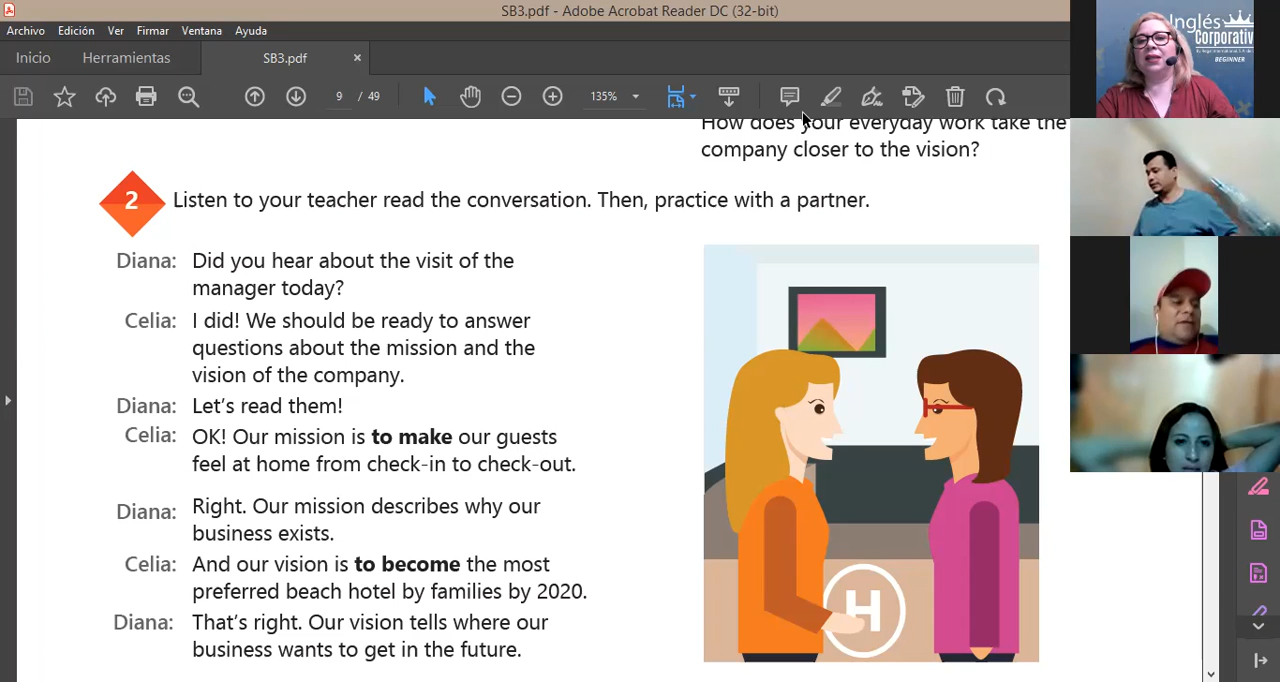 SB3.pdf - Adobe Acrobat Reader DC (32-bit)
Archivo Edición Ver Firmar Ventana Ayuda
Inicio Herramientas SB3.pdf ×
9 / 49 135%
Inglés
Corporativ
BEGINNER
How does your everyday work take the
company closer to the vision?
2 Listen to your teacher read the conversation. Then, practice with a partner.
Diana: Did you hear about the visit of the
manager today?
Celia: I did! We should be ready to answer
questions about the mission and the
vision of the company.
Diana: Let's read them!
Celia: OK! Our mission is to make our guests
feel at home from check-in to check-out.
Diana: Right. Our mission describes why our
business exists.
Celia: And our vision is to become the most
preferred beach hotel by families by 2020.
Diana: That's right. Our vision tells where our
business wants to get in the future.
H